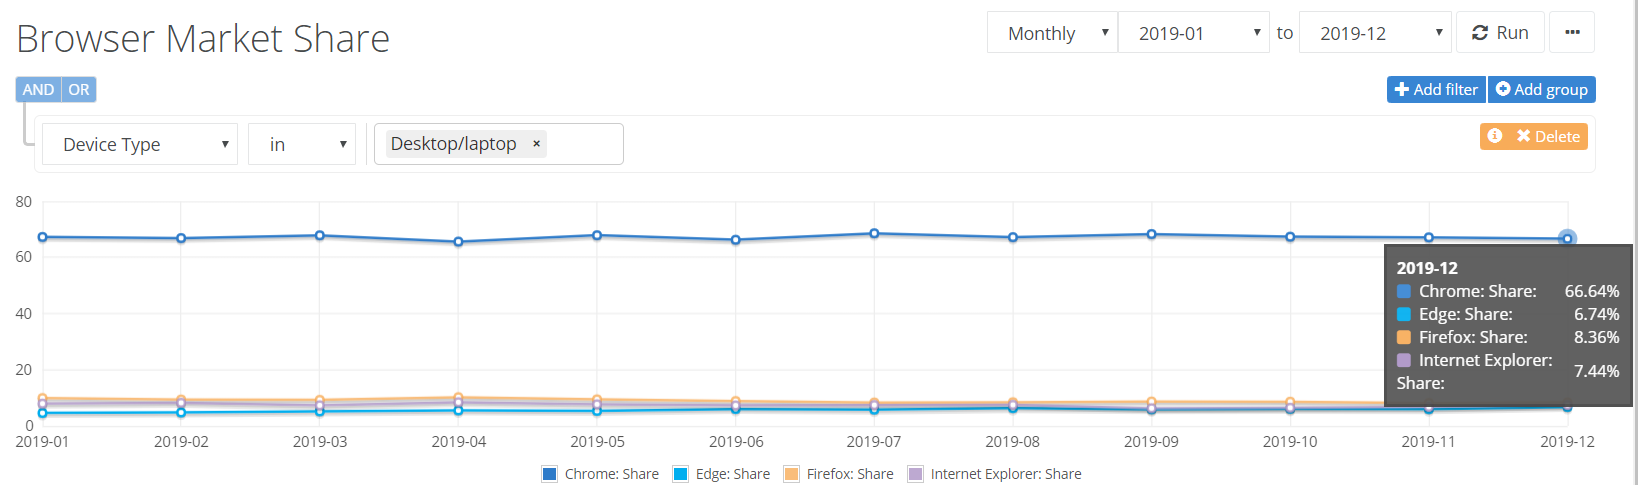 Browser Market Share
Monthly 2019-01 to 2019-12 Run
AND OR
Add filter Add group
Device Type in Desktop/laptop × Delete
80
60
40
20
0
2019-12
Chrome: Share: 66.64%
Edge: Share: 6.74%
Firefox: Share: 8.36%
Internet Explorer:
Share: 7.44%
2019-01 2019-02 2019-03 2019-04 2019-05 2019-06 2019-07 2019-08 2019-09 2019-10 2019-11 2019-12
Chrome: Share Edge: Share Firefox: Share Internet Explorer: Share